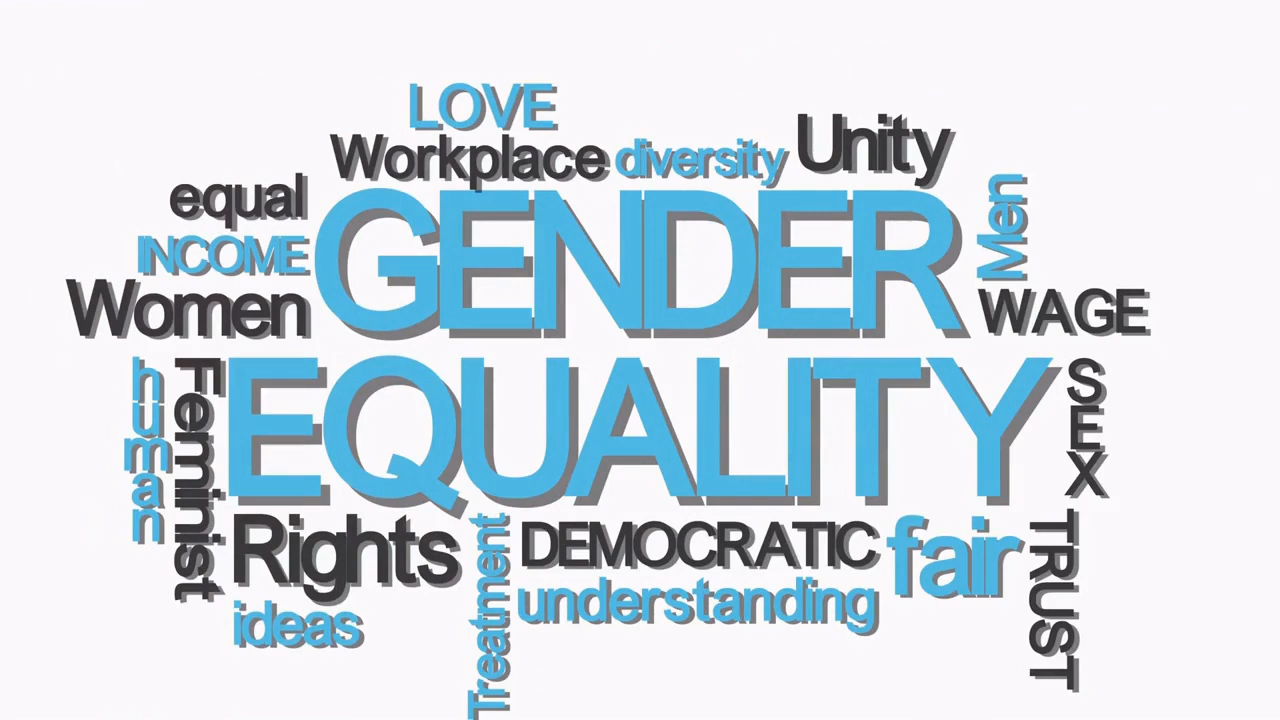 LOVE
Workplace diversity Unity
equal
INCOME
Women
GENDER
Men
WAGE
human
Feminist
EQUALITY
SEX
Rights
ideas
Treatment
DEMOCRATIC
understanding
fair
TRUST